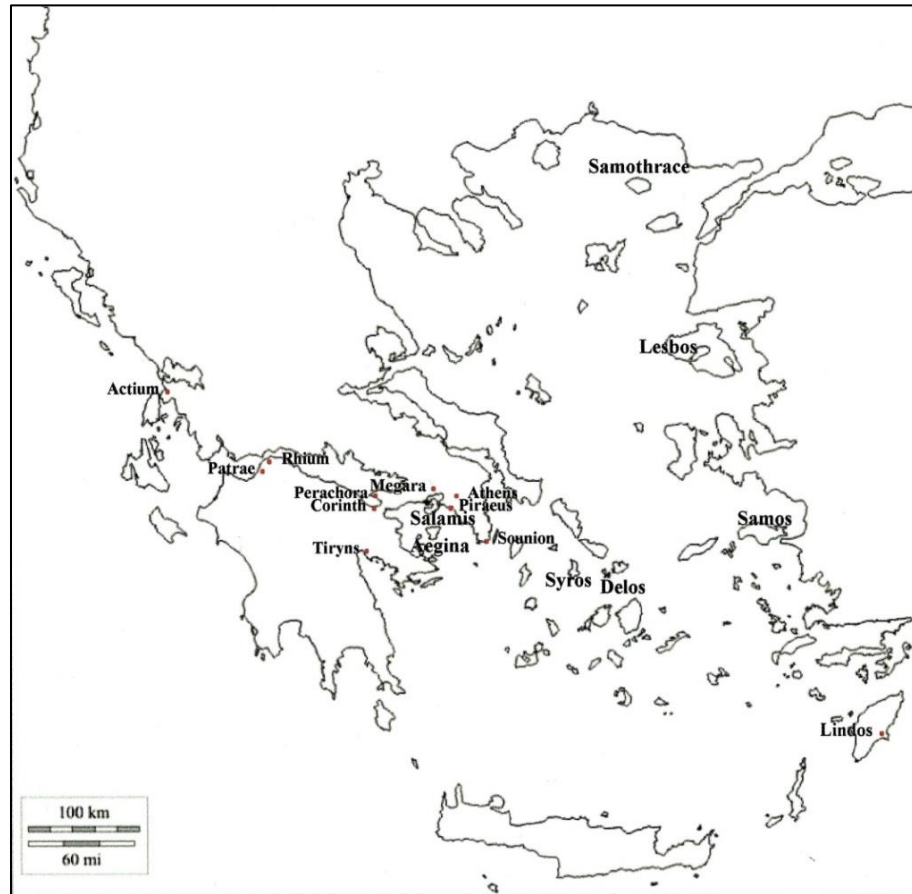 Samothrace
Lesbos
Actium
Rhium
Patrae
Megara
Perachora
Athens
Corinth
Piraeus
Salamis
Samos
Aegina
Sounion
Tiryns
Syros
Delos
Lindos
100 km
60 mi